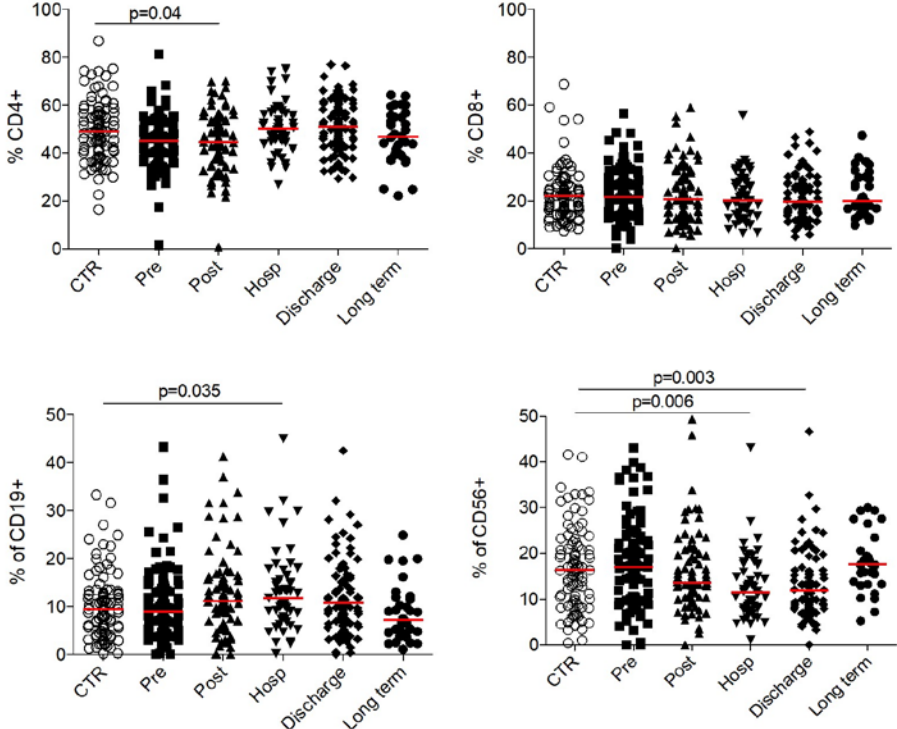 p=0.04
% CD4+
100
80
60
40
20
0
CTR
Pre
Post
Hosp
Discharge
Long term
% CD8+
100
80
60
40
20
0
CTR
Pre
Post
Hosp
Discharge
Long term
p=0.035
% of CD19+
50
40
30
20
10
0
CTR
Pre
Post
Hosp
Discharge
Long term
p=0.003
p=0.006
% of CD56+
50
40
30
20
10
0
CTR
Pre
Post
Hosp
Discharge
Long term